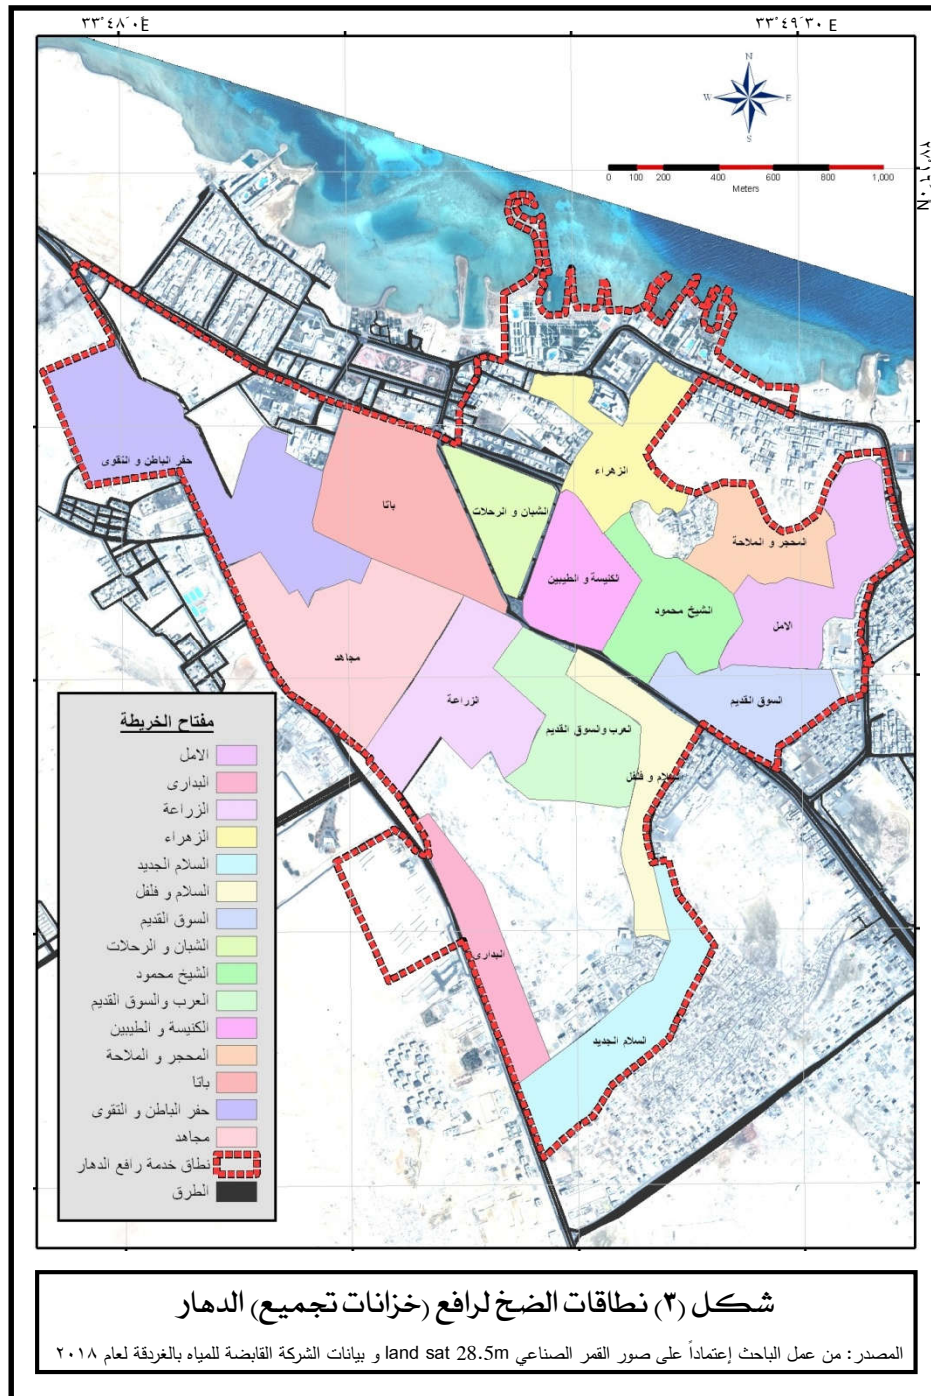 ٣٣°٤٨´٠E
٣٣°٤٩´٣٠ E
N
W
E
S
0 100 200 400 600 800 1,000
Meters
الزهراء
حفر الباطن و التقوى
باتا
الشبان و الرحلات
المحجر و الملاحة
الكنيسة و الطيبين
الشيخ محمود
الامل
مجاهد
الزراعة
السوق القديم
العرب والسوق القديم
السلام و فلفل
البدارى
السلام الجديد
مفتاح الخريطة
الامل
البدارى
الزراعة
الزهراء
السلام الجديد
السلام و فلفل
السوق القديم
الشبان و الرحلات
الشيخ محمود
العرب والسوق القديم
الكنيسة و الطيبين
المحجر و الملاحة
باتا
حفر الباطن و التقوى
مجاهد
نطاق خدمة رافع الدهار
الطرق
شكل (٣) نطاقات الضخ لرافع (خزانات تجميع) الدهار
المصدر: من عمل الباحث إعتماداً على صور القمر الصناعي land sat 28.5m و بيانات الشركة القابضة للمياه بالغردقة لعام ٢٠١٨